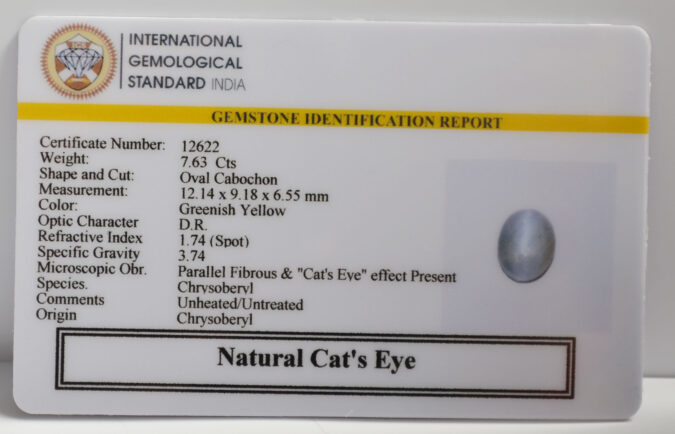 IGS
INTERNATIONAL
GEMOLOGICAL
STANDARD INDIA
GEMSTONE IDENTIFICATION REPORT
Certificate Number: 12622
Weight: 7.63 Cts
Shape and Cut: Oval Cabochon
Measurement: 12.14 x 9.18 x 6.55 mm
Color: Greenish Yellow
Optic Character D.R.
Refractive Index 1.74 (Spot)
Specific Gravity 3.74
Microscopic Obr. Parallel Fibrous & "Cat's Eye" effect Present
Species. Chrysoberyl
Comments Unheated/Untreated
Origin Chrysoberyl
Natural Cat's Eye